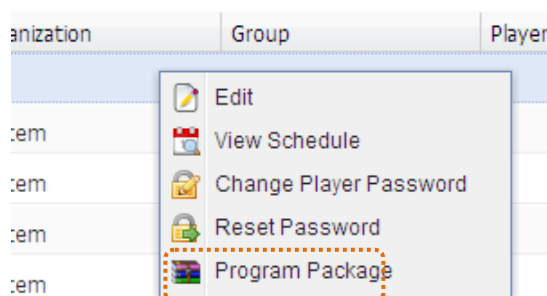 anization Group Player
Edit
tem View Schedule
tem Change Player Password
tem Reset Password
tem Program Package